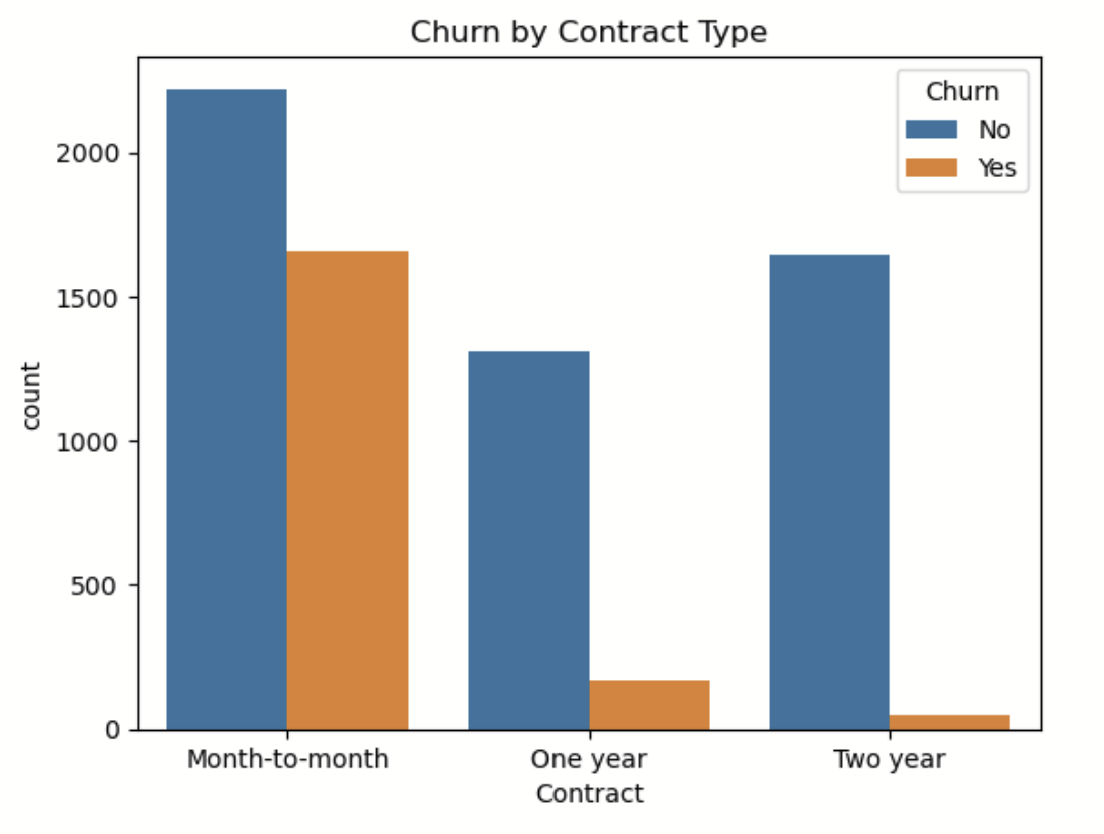 Churn by Contract Type
Churn
No
Yes
2000
1500
1000
500
0
count
Month-to-month One year Two year
Contract